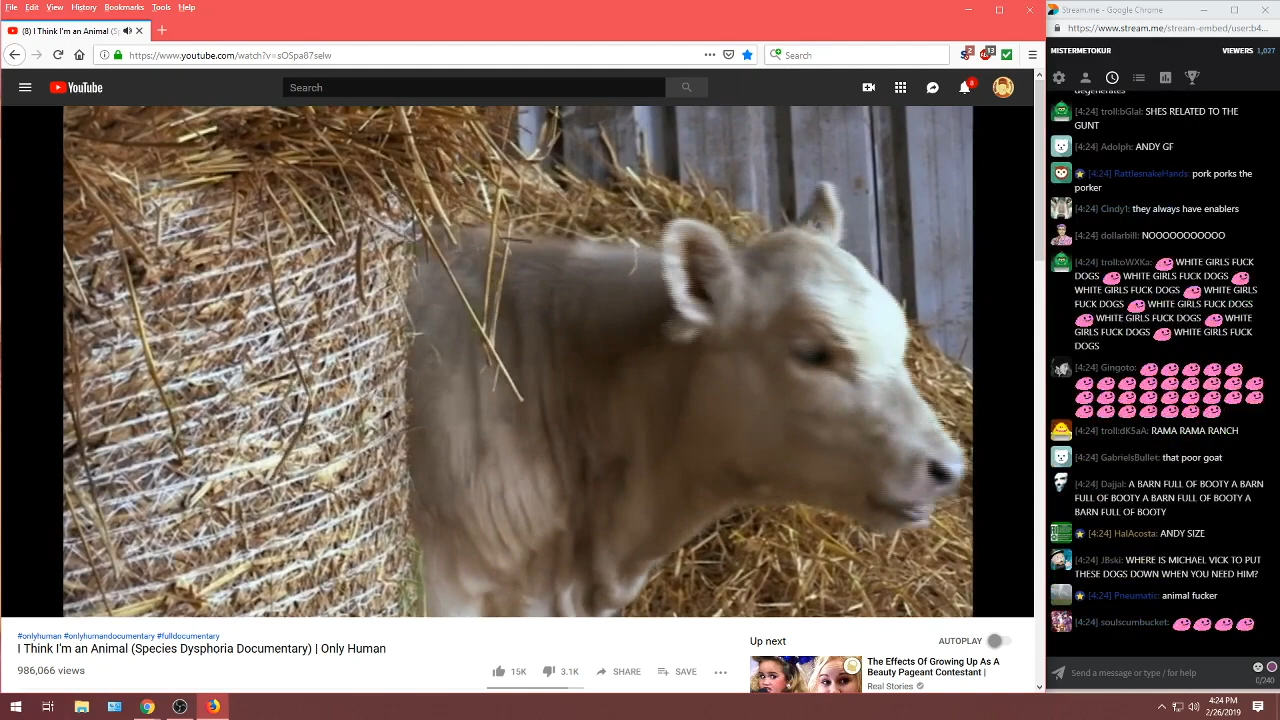 File Edit View History Bookmarks Tools Help
(8) I Think I'm an Animal (Sp
https://www.youtube.com/watch?v=sOSpa87selw
Search
2
13
YouTube
Search
8
#onlyhuman #onlyhumandocumentary #fulldocumentary
I Think I'm an Animal (Species Dysphoria Documentary) | Only Human
986,066 views
15K
3.1K
SHARE
SAVE
Up next
AUTOPLAY
The Effects Of Growing Up As A
Beauty Pageant Contestant |
Real Stories
Stream.me - Google Chrome
https://www.stream.me/stream-embed/userb4...
MISTERMETOKUR
VIEWERS 1,027
degenerates
[4:24] troll:bGlal: SHES RELATED TO THE
GUNT
[4:24] Adolph: ANDY GF
[4:24] RattlesnakeHands: pork porks the
porker
[4:24] Cindy1: they always have enablers
[4:24] dollarbill: NOOOOOOOOOOO
[4:24] troll:oWXKa: WHITE GIRLS FUCK
DOGS WHITE GIRLS FUCK DOGS
WHITE GIRLS FUCK DOGS WHITE GIRLS
FUCK DOGS WHITE GIRLS FUCK DOGS
WHITE GIRLS FUCK DOGS WHITE
GIRLS FUCK DOGS WHITE GIRLS FUCK
DOGS
[4:24] Gingoto:
[4:24] troll:dK5aA: RAMA RAMA RANCH
[4:24] GabrielsBullet: that poor goat
[4:24] Dajjal: A BARN FULL OF BOOTY A BARN
FULL OF BOOTY A BARN FULL OF BOOTY A
BARN FULL OF BOOTY
[4:24] HalAcosta: ANDY SIZE
[4:24] JBski: WHERE IS MICHAEL VICK TO PUT
THESE DOGS DOWN WHEN YOU NEED HIM?
[4:24] Pneumatic: animal fucker
[4:24] soulscumbucket:
Send a message or type / for help
0/240
4:24 PM
2/26/2019